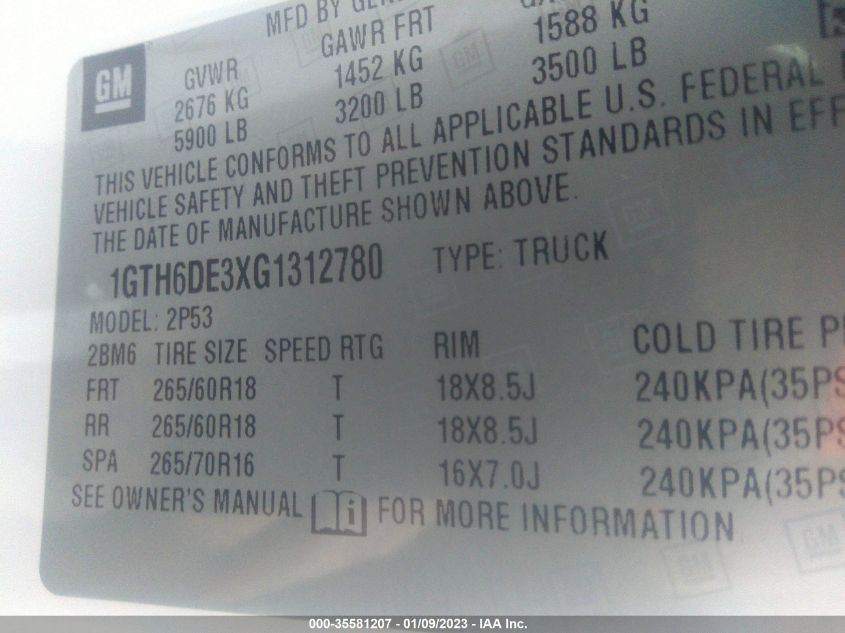 MFD BY
GM
GVWR GAWR FRT
2676 KG 1452 KG 1588 KG
5900 LB 3200 LB 3500 LB
THIS VEHICLE CONFORMS TO ALL APPLICABLE U.S. FEDERAL
VEHICLE SAFETY AND THEFT PREVENTION STANDARDS IN EFF
THE DATE OF MANUFACTURE SHOWN ABOVE.
1GTH6DE3XG1312780 TYPE: TRUCK
MODEL: 2P53
2BM6 TIRE SIZE SPEED RTG RIM COLD TIRE P
FRT 265/60R18 T 18X8.5J 240KPA(35PS
RR 265/60R18 T 18X8.5J 240KPA(35PS
SPA 265/70R16 T 16X7.0J 240KPA(35PS
SEE OWNER'S MANUAL i FOR MORE INFORMATION.
000-35581207 - 01/09/2023 - IAA Inc.